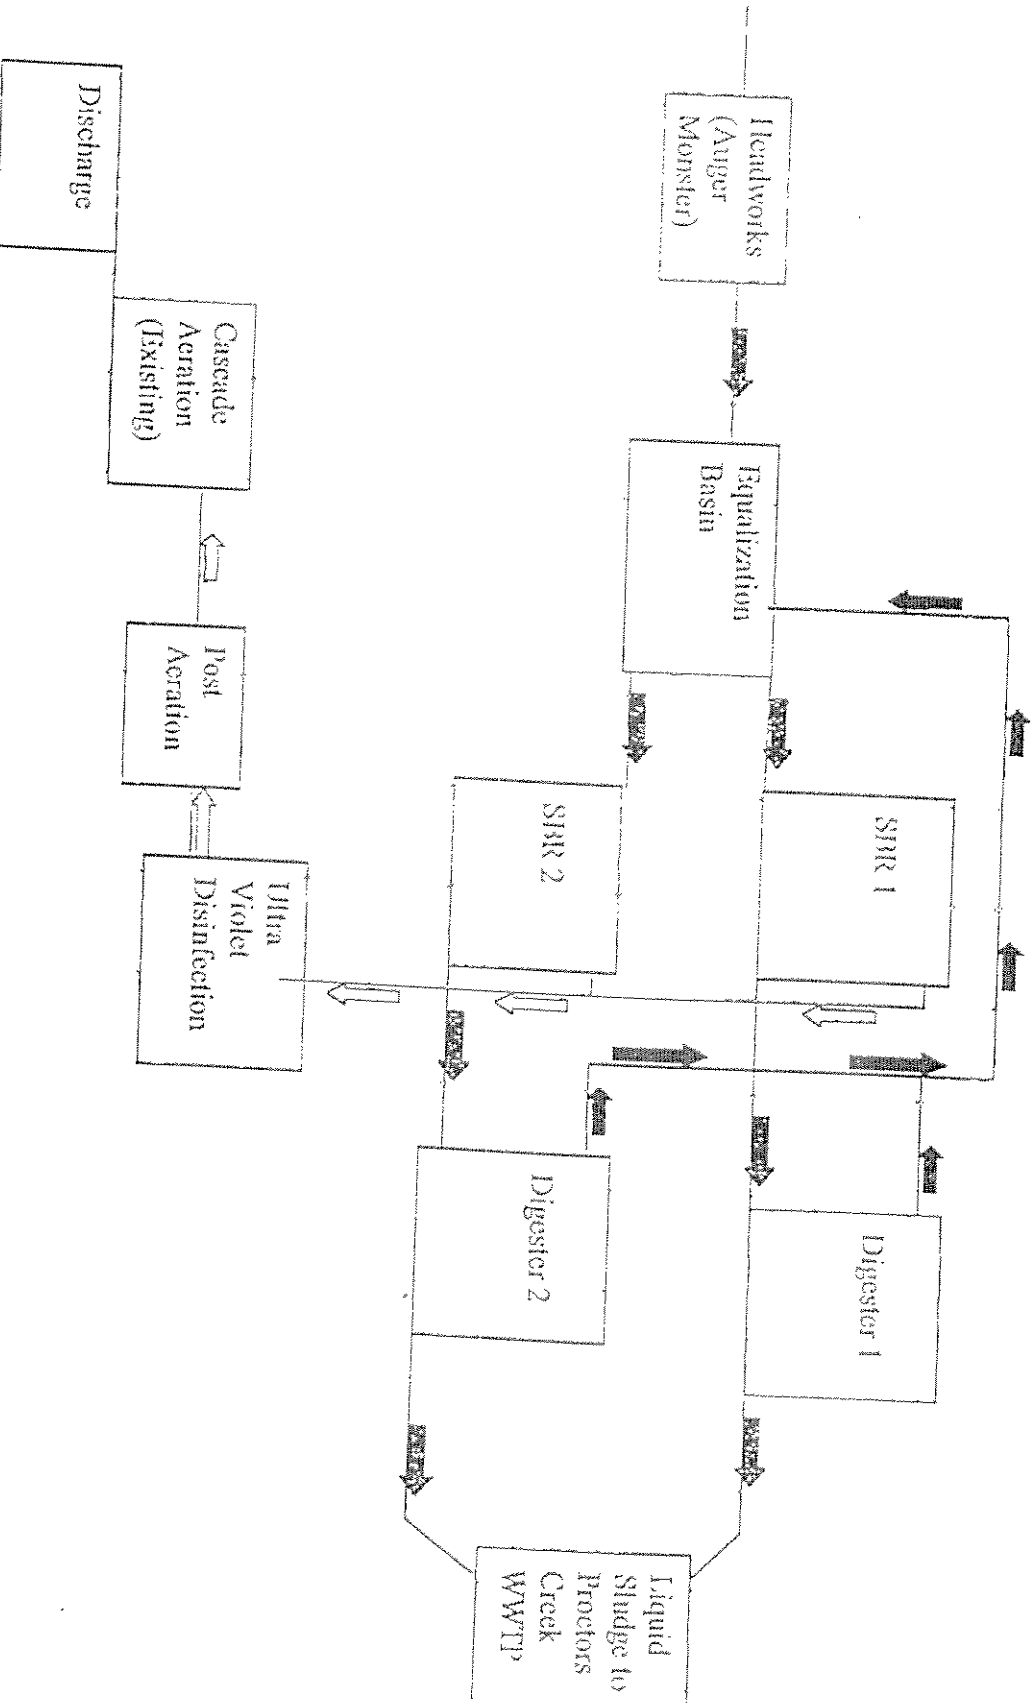 Headworks
(Auger
Monster)
Equalization
Basin
SBR 1
SBR 2
Digester 1
Digester 2
Liquid
Sludge to
Proctors
Creek
WWTP
Ultra
Violet
Disinfection
Post
Aeration
Cascade
Aeration
(Existing)
Discharge